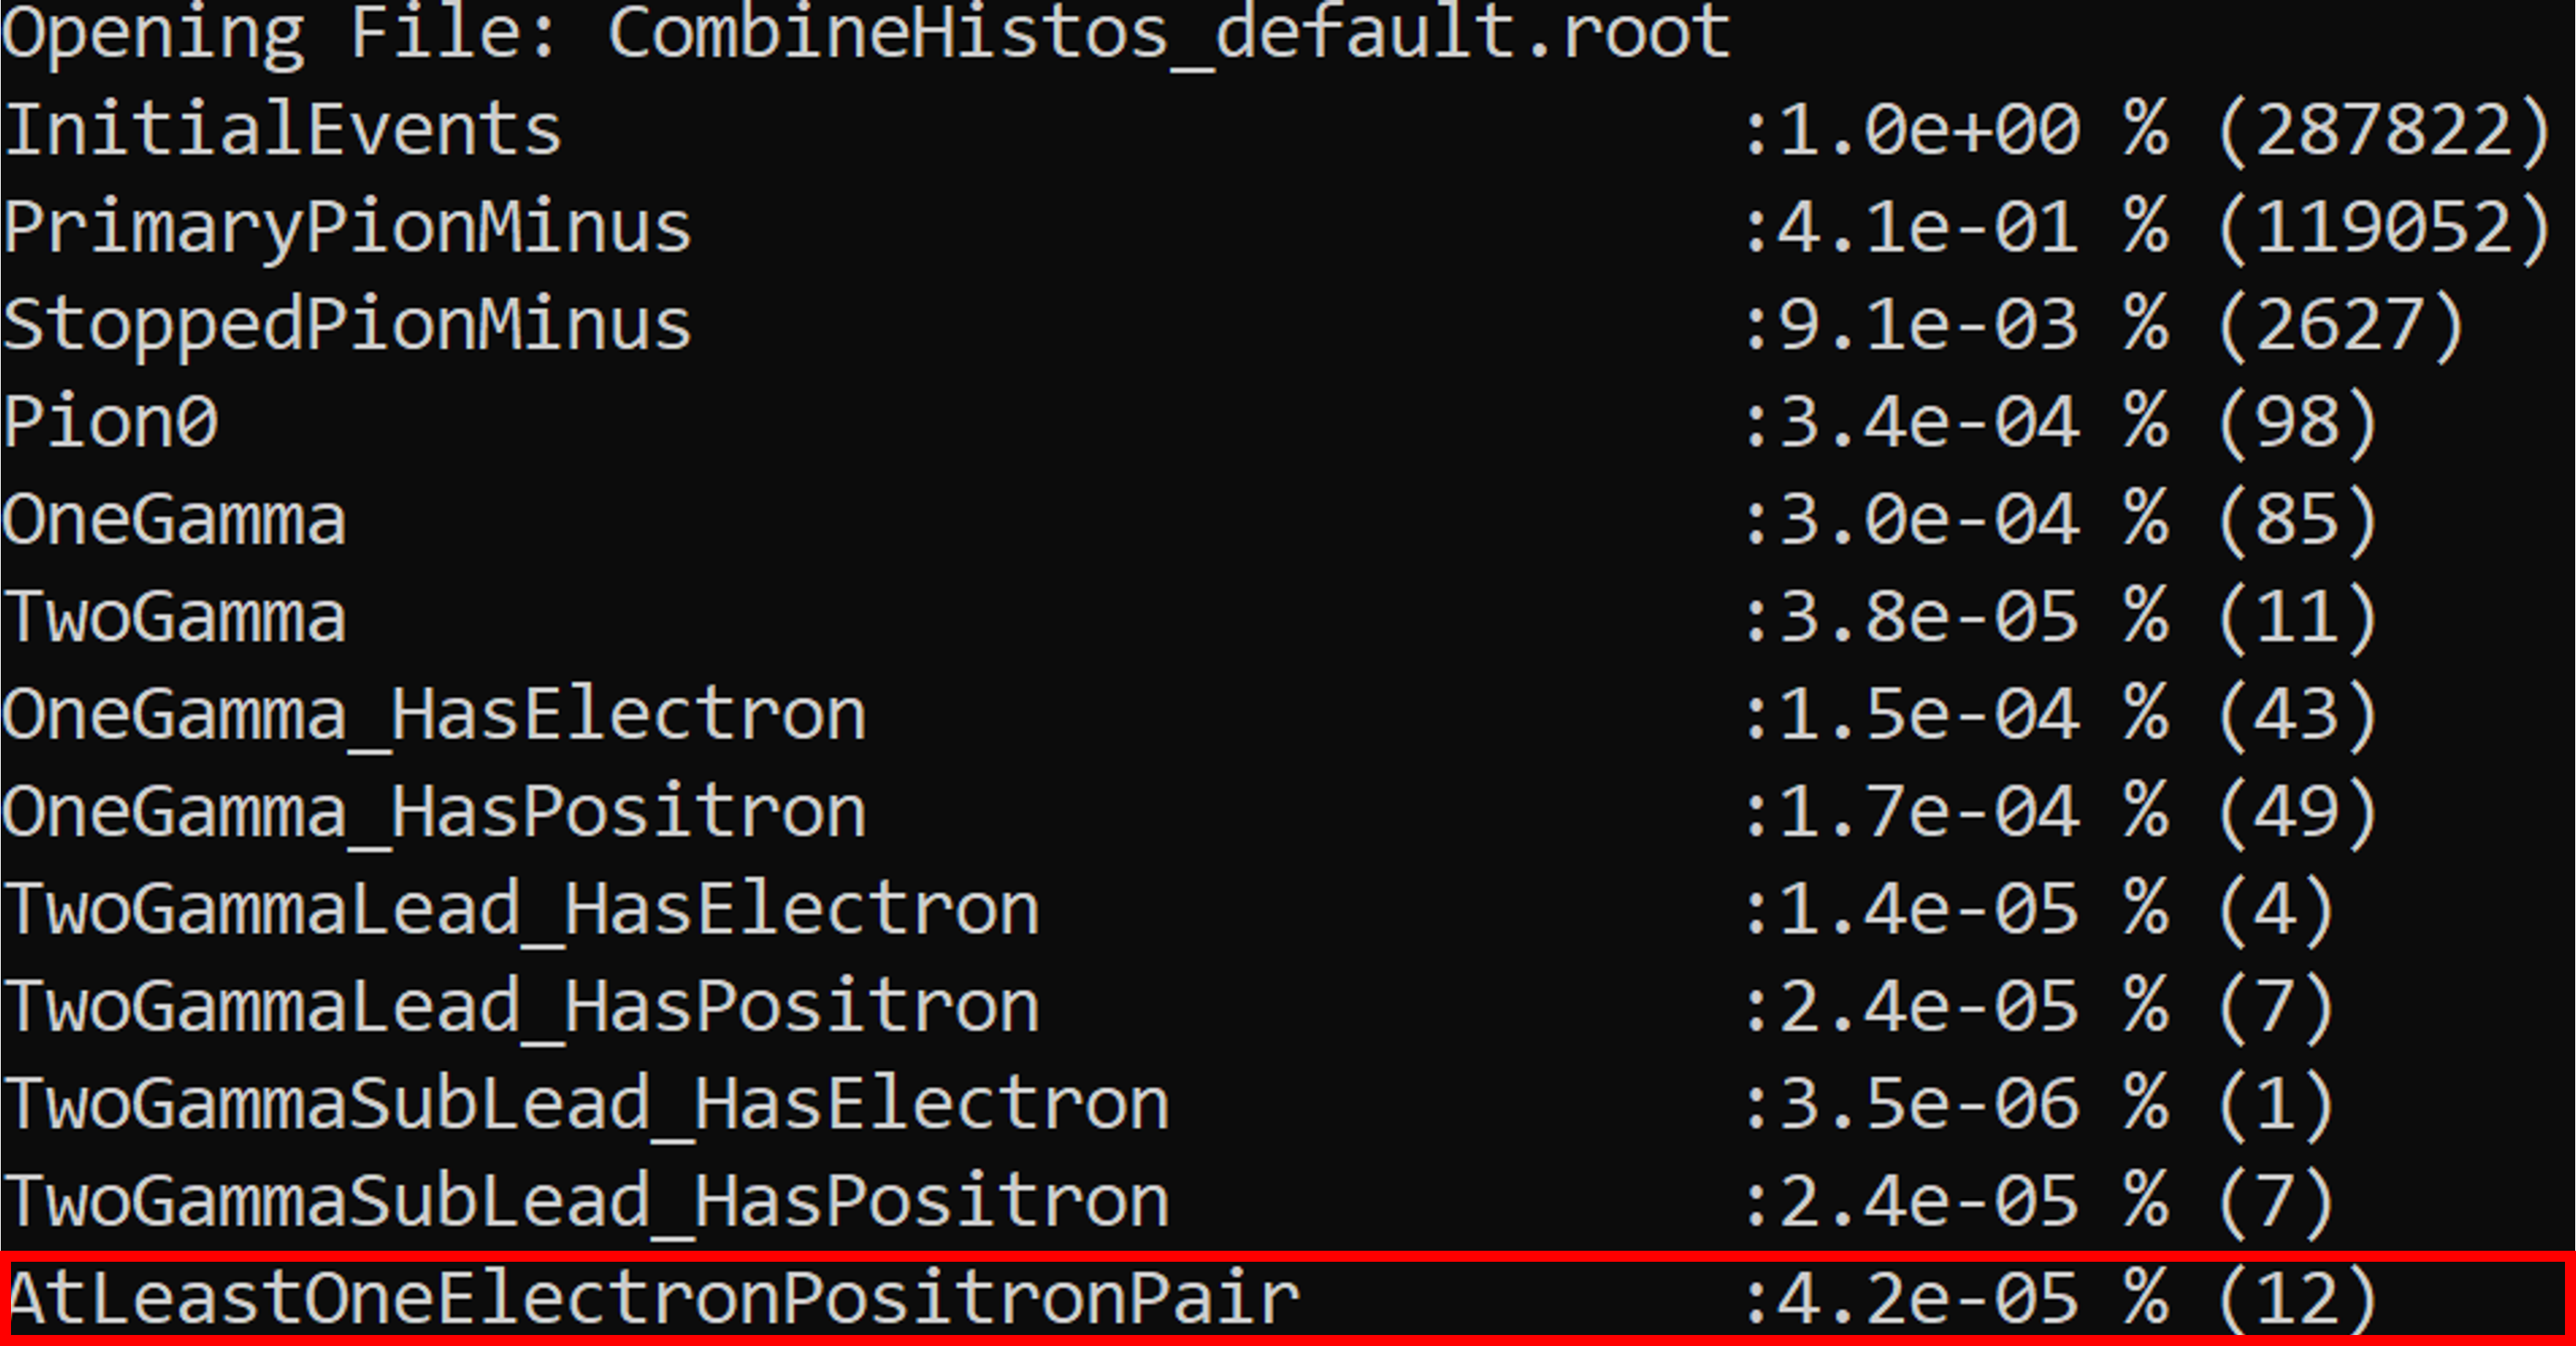 Opening File: CombineHistos_default.root
InitialEvents :1.0e+00 % (287822)
PrimaryPionMinus :4.1e-01 % (119052)
StoppedPionMinus :9.1e-03 % (2627)
Pion0 :3.4e-04 % (98)
OneGamma :3.0e-04 % (85)
TwoGamma :3.8e-05 % (11)
OneGamma_HasElectron :1.5e-04 % (43)
OneGamma_HasPositron :1.7e-04 % (49)
TwoGammaLead_HasElectron :1.4e-05 % (4)
TwoGammaLead_HasPositron :2.4e-05 % (7)
TwoGammaSubLead_HasElectron :3.5e-06 % (1)
TwoGammaSubLead_HasPositron :2.4e-05 % (7)
AtLeastOneElectronPositronPair :4.2e-05 % (12)